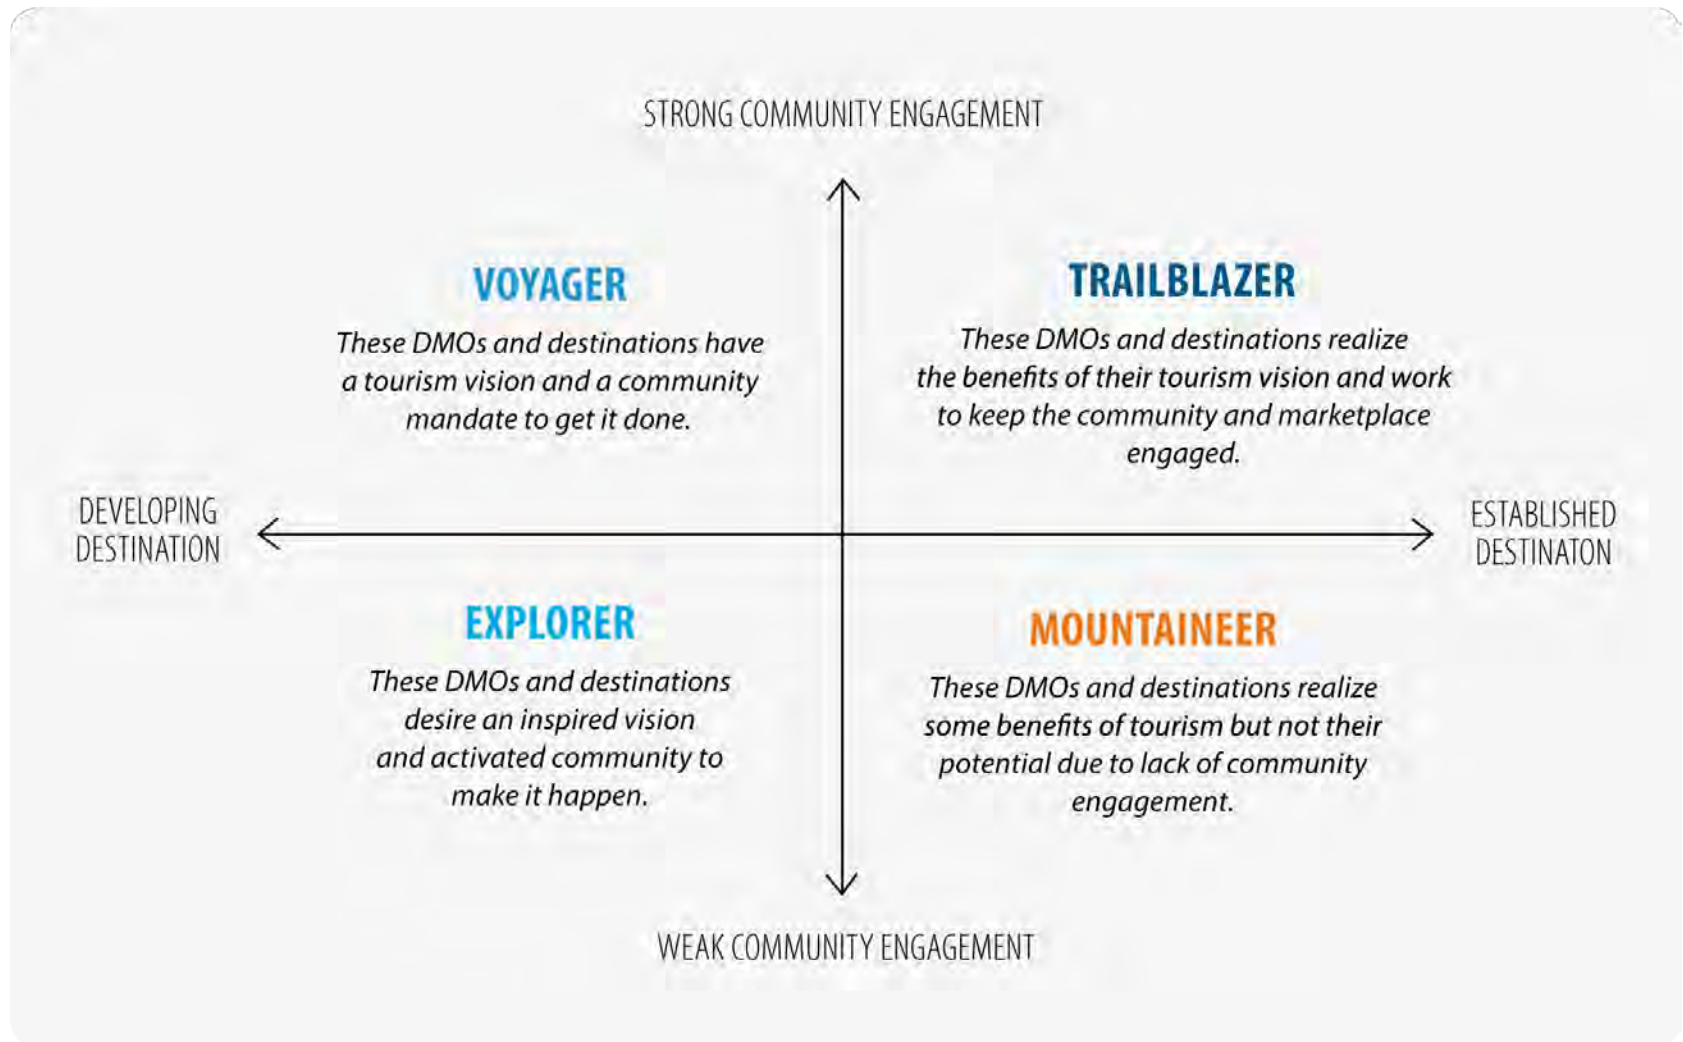 STRONG COMMUNITY ENGAGEMENT
VOYAGER
These DMOs and destinations have
a tourism vision and a community
mandate to get it done.
TRAILBLAZER
These DMOs and destinations realize
the benefits of their tourism vision and work
to keep the community and marketplace
engaged.
DEVELOPING
DESTINATION
ESTABLISHED
DESTINATON
EXPLORER
These DMOs and destinations
desire an inspired vision
and activated community to
make it happen.
MOUNTAINEER
These DMOs and destinations realize
some benefits of tourism but not their
potential due to lack of community
engagement.
WEAK COMMUNITY ENGAGEMENT